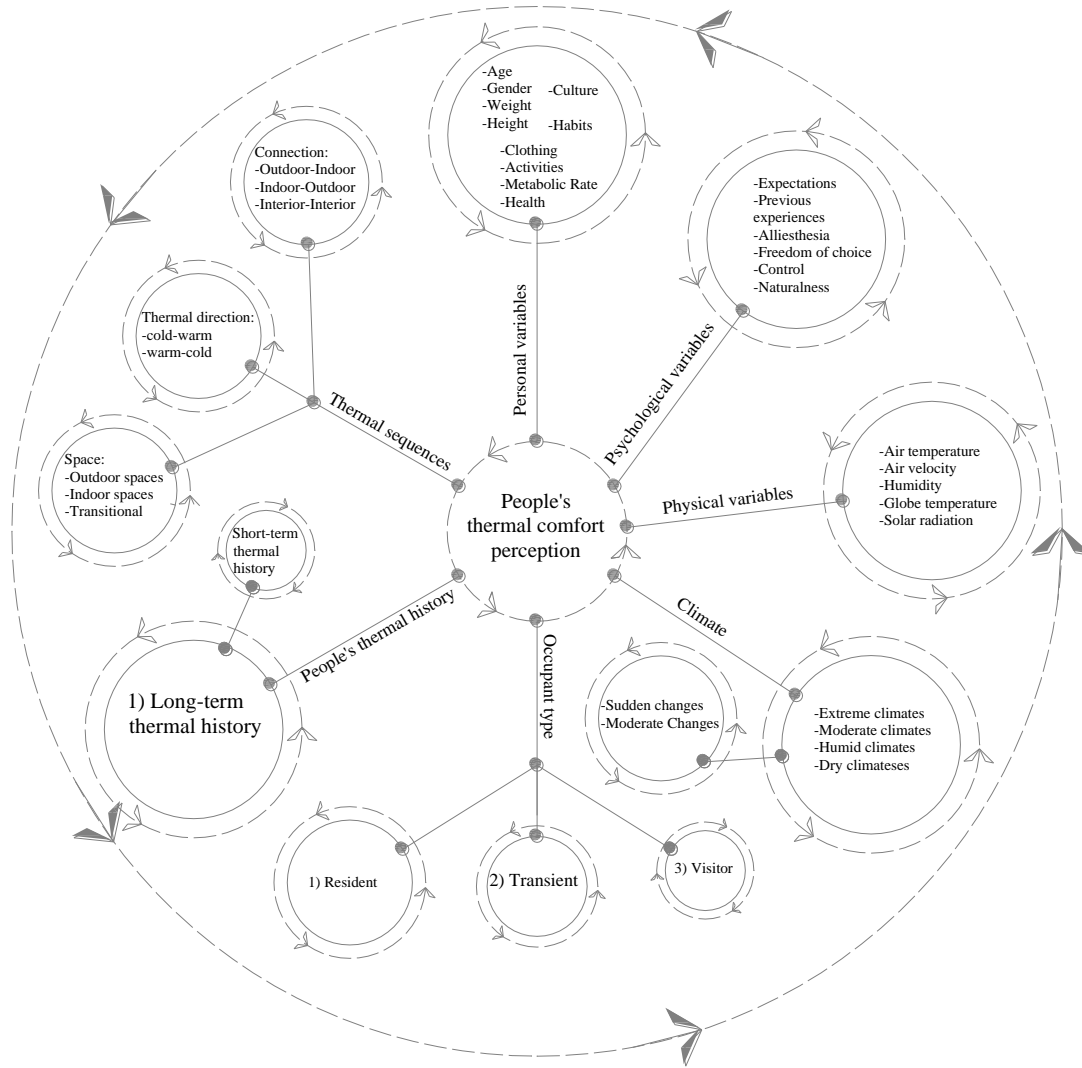 -Age
-Gender
-Weight
-Height
-Culture
-Habits
-Clothing
-Activities
-Metabolic Rate
-Health
Connection:
-Outdoor-Indoor
-Indoor-Outdoor
-Interior-Interior
-Expectations
-Previous
experiences
-Alliesthesia
-Freedom of choice
-Control
-Naturalness
Thermal direction:
-cold-warm
-warm-cold
Personal variables
Psychological variables
Thermal sequences
Space:
-Outdoor spaces
-Indoor spaces
-Transitional
People's
thermal comfort
perception
Physical variables
-Air temperature
-Air velocity
-Humidity
-Globe temperature
-Solar radiation
Short-term
thermal
history
People's thermal history
1) Long-term
thermal history
Occupant type
Climate
-Sudden changes
-Moderate Changes
-Extreme climates
-Moderate climates
-Humid climates
-Dry climateses
1) Resident
2) Transient
3) Visitor